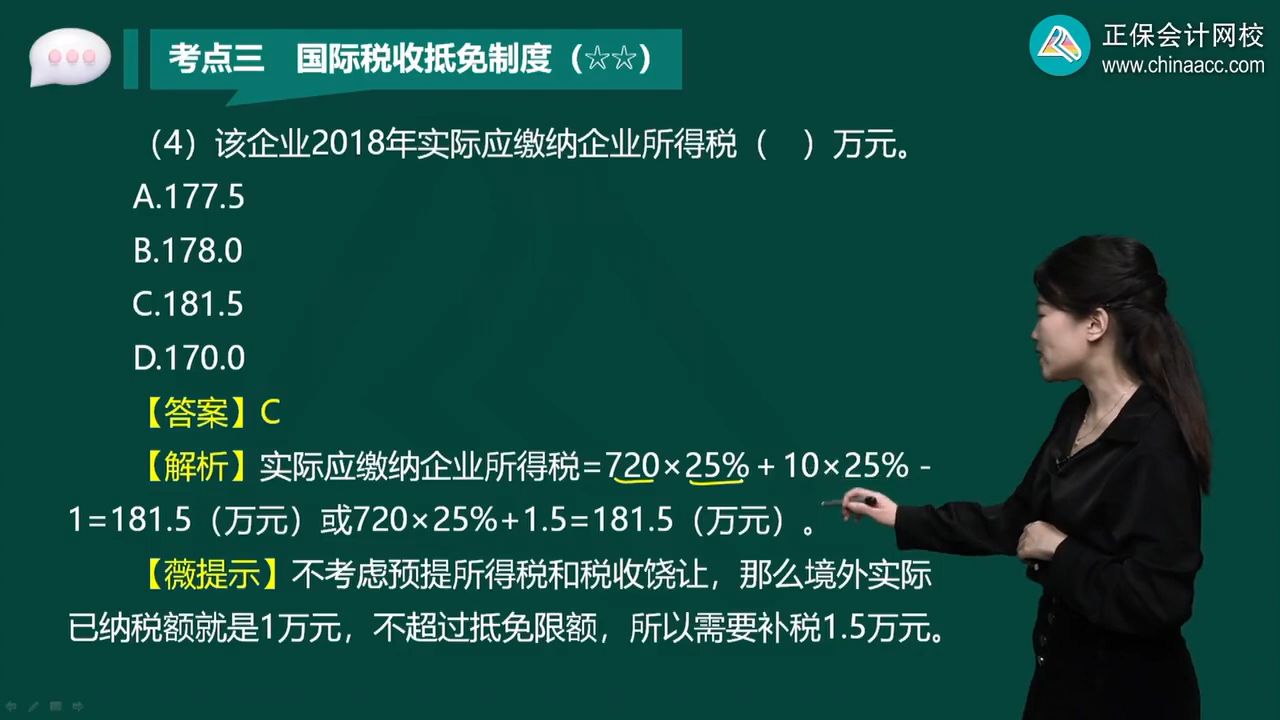 考点三 国际税收抵免制度（☆☆）
正保会计网校
www.chinaacc.com
（4）该企业2018年实际应缴纳企业所得税（ ）万元。
A.177.5
B.178.0
C.181.5
D.170.0
【答案】C
【解析】实际应缴纳企业所得税=720×25%+10×25%-
1=181.5（万元）或720×25%+1.5=181.5（万元）。
【薇提示】不考虑预提所得税和税收饶让，那么境外实际
已纳税额就是1万元，不超过抵免限额，所以需要补税1.5万元。